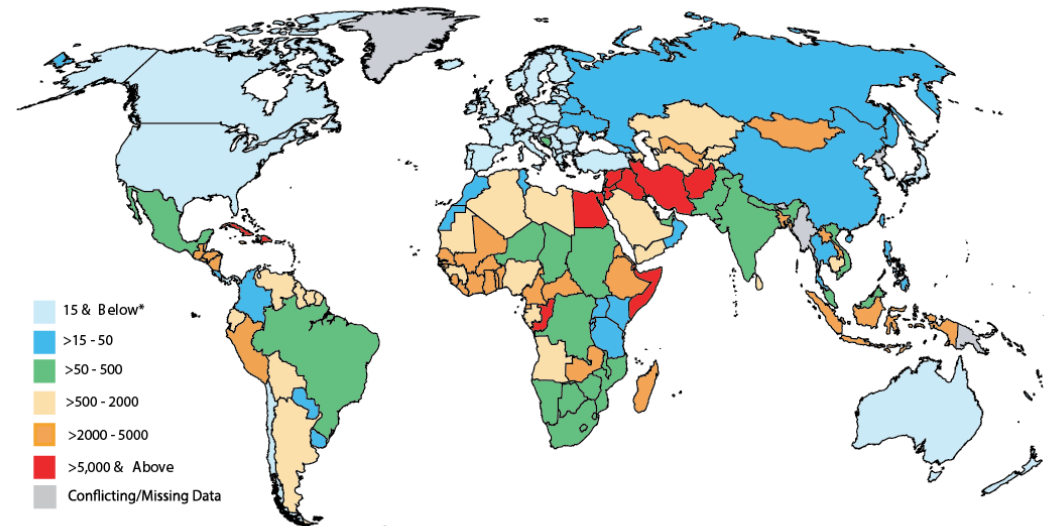 15 & Below*
>15 - 50
>50 - 500
>500 - 2000
>2000 - 5000
>5,000 & Above
Conflicting/Missing Data